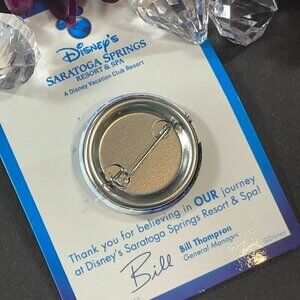 Disney's
SARATOGA SPRINGS
RESORT & SPA
A Disney Vacation Club Resort
Thank you for believing in OUR journey
at Disney's Saratoga Springs Resort & Spa!
Bill
Bill Thompson
General Manager
©Disney